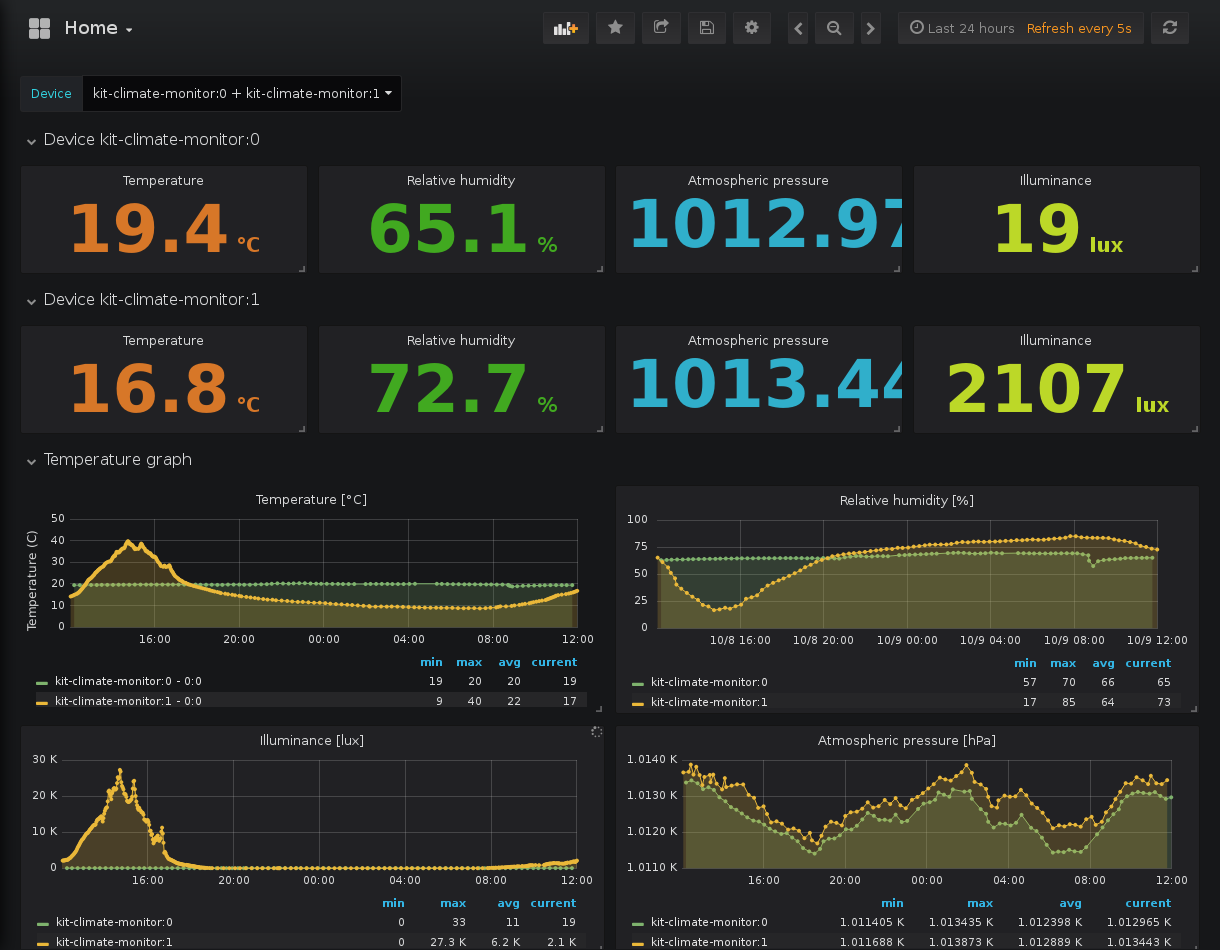 Home
Last 24 hours Refresh every 5s
Device kit-climate-monitor:0 + kit-climate-monitor:1
Device kit-climate-monitor:0
Temperature Relative humidity Atmospheric pressure Illuminance
19.4 °C 65.1 % 1012.97 19 lux
Device kit-climate-monitor:1
Temperature Relative humidity Atmospheric pressure Illuminance
16.8 °C 72.7 % 1013.44 2107 lux
Temperature graph
Temperature [°C]
Temperature (C)
50
40
30
20
10
0
16:00 20:00 00:00 04:00 08:00 12:00
min max avg current
kit-climate-monitor:0 - 0:0 19 20 20 19
kit-climate-monitor:1 - 0:0 9 40 22 17
Relative humidity [%]
100
75
50
25
0
10/8 16:00 10/8 20:00 10/9 00:00 10/9 04:00 10/9 08:00 10/9 12:00
min max avg current
kit-climate-monitor:0 57 70 66 65
kit-climate-monitor:1 17 85 64 73
Illuminance [lux]
30 K
20 K
10 K
0
16:00 20:00 00:00 04:00 08:00 12:00
min max avg current
kit-climate-monitor:0 0 33 11 19
kit-climate-monitor:1 0 27.3 K 6.2 K 2.1 K
Atmospheric pressure [hPa]
1.0140 K
1.0130 K
1.0120 K
1.0110 K
16:00 20:00 00:00 04:00 08:00 12:00
min max avg current
kit-climate-monitor:0 1.011405 K 1.013435 K 1.012398 K 1.012965 K
kit-climate-monitor:1 1.011688 K 1.013873 K 1.012889 K 1.013443 K